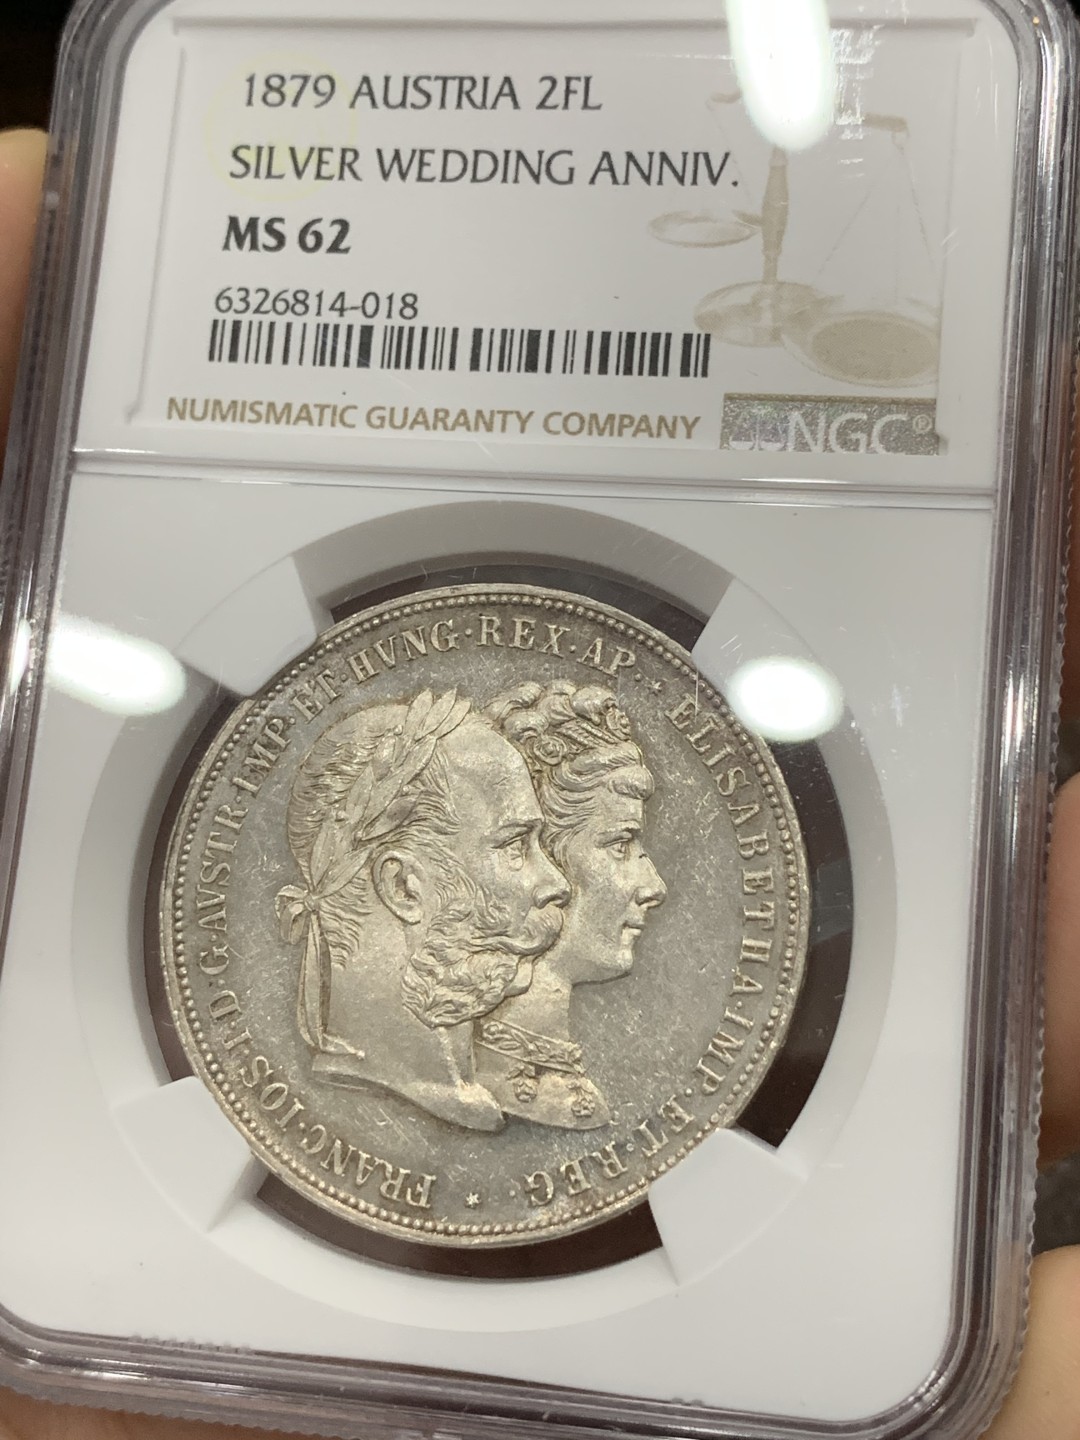 1879 AUSTRIA 2FL
SILVER WEDDING ANNIV.
MS 62
6326814-018
NUMISMATIC GUARANTY COMPANY
NGC®
FRANC·IOS·I·D·G·AVSTR·IMP·ET·HVNG·REX·AP.*ELISABETHA·IMP·ET·REG·*